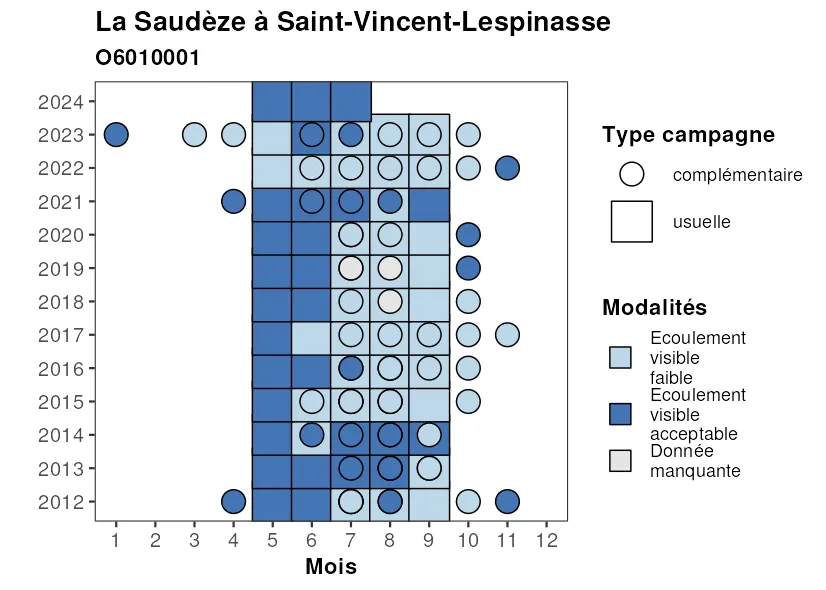 La Saudèze à Saint-Vincent-Lespinasse
O6010001
2024
2023
2022
2021
2020
2019
2018
2017
2016
2015
2014
2013
2012
1 2 3 4 5 6 7 8 9 10 11 12
Mois
Type campagne
complémentaire
usuelle
Modalités
Ecoulement
visible
faible
Ecoulement
visible
acceptable
Donnée
manquante